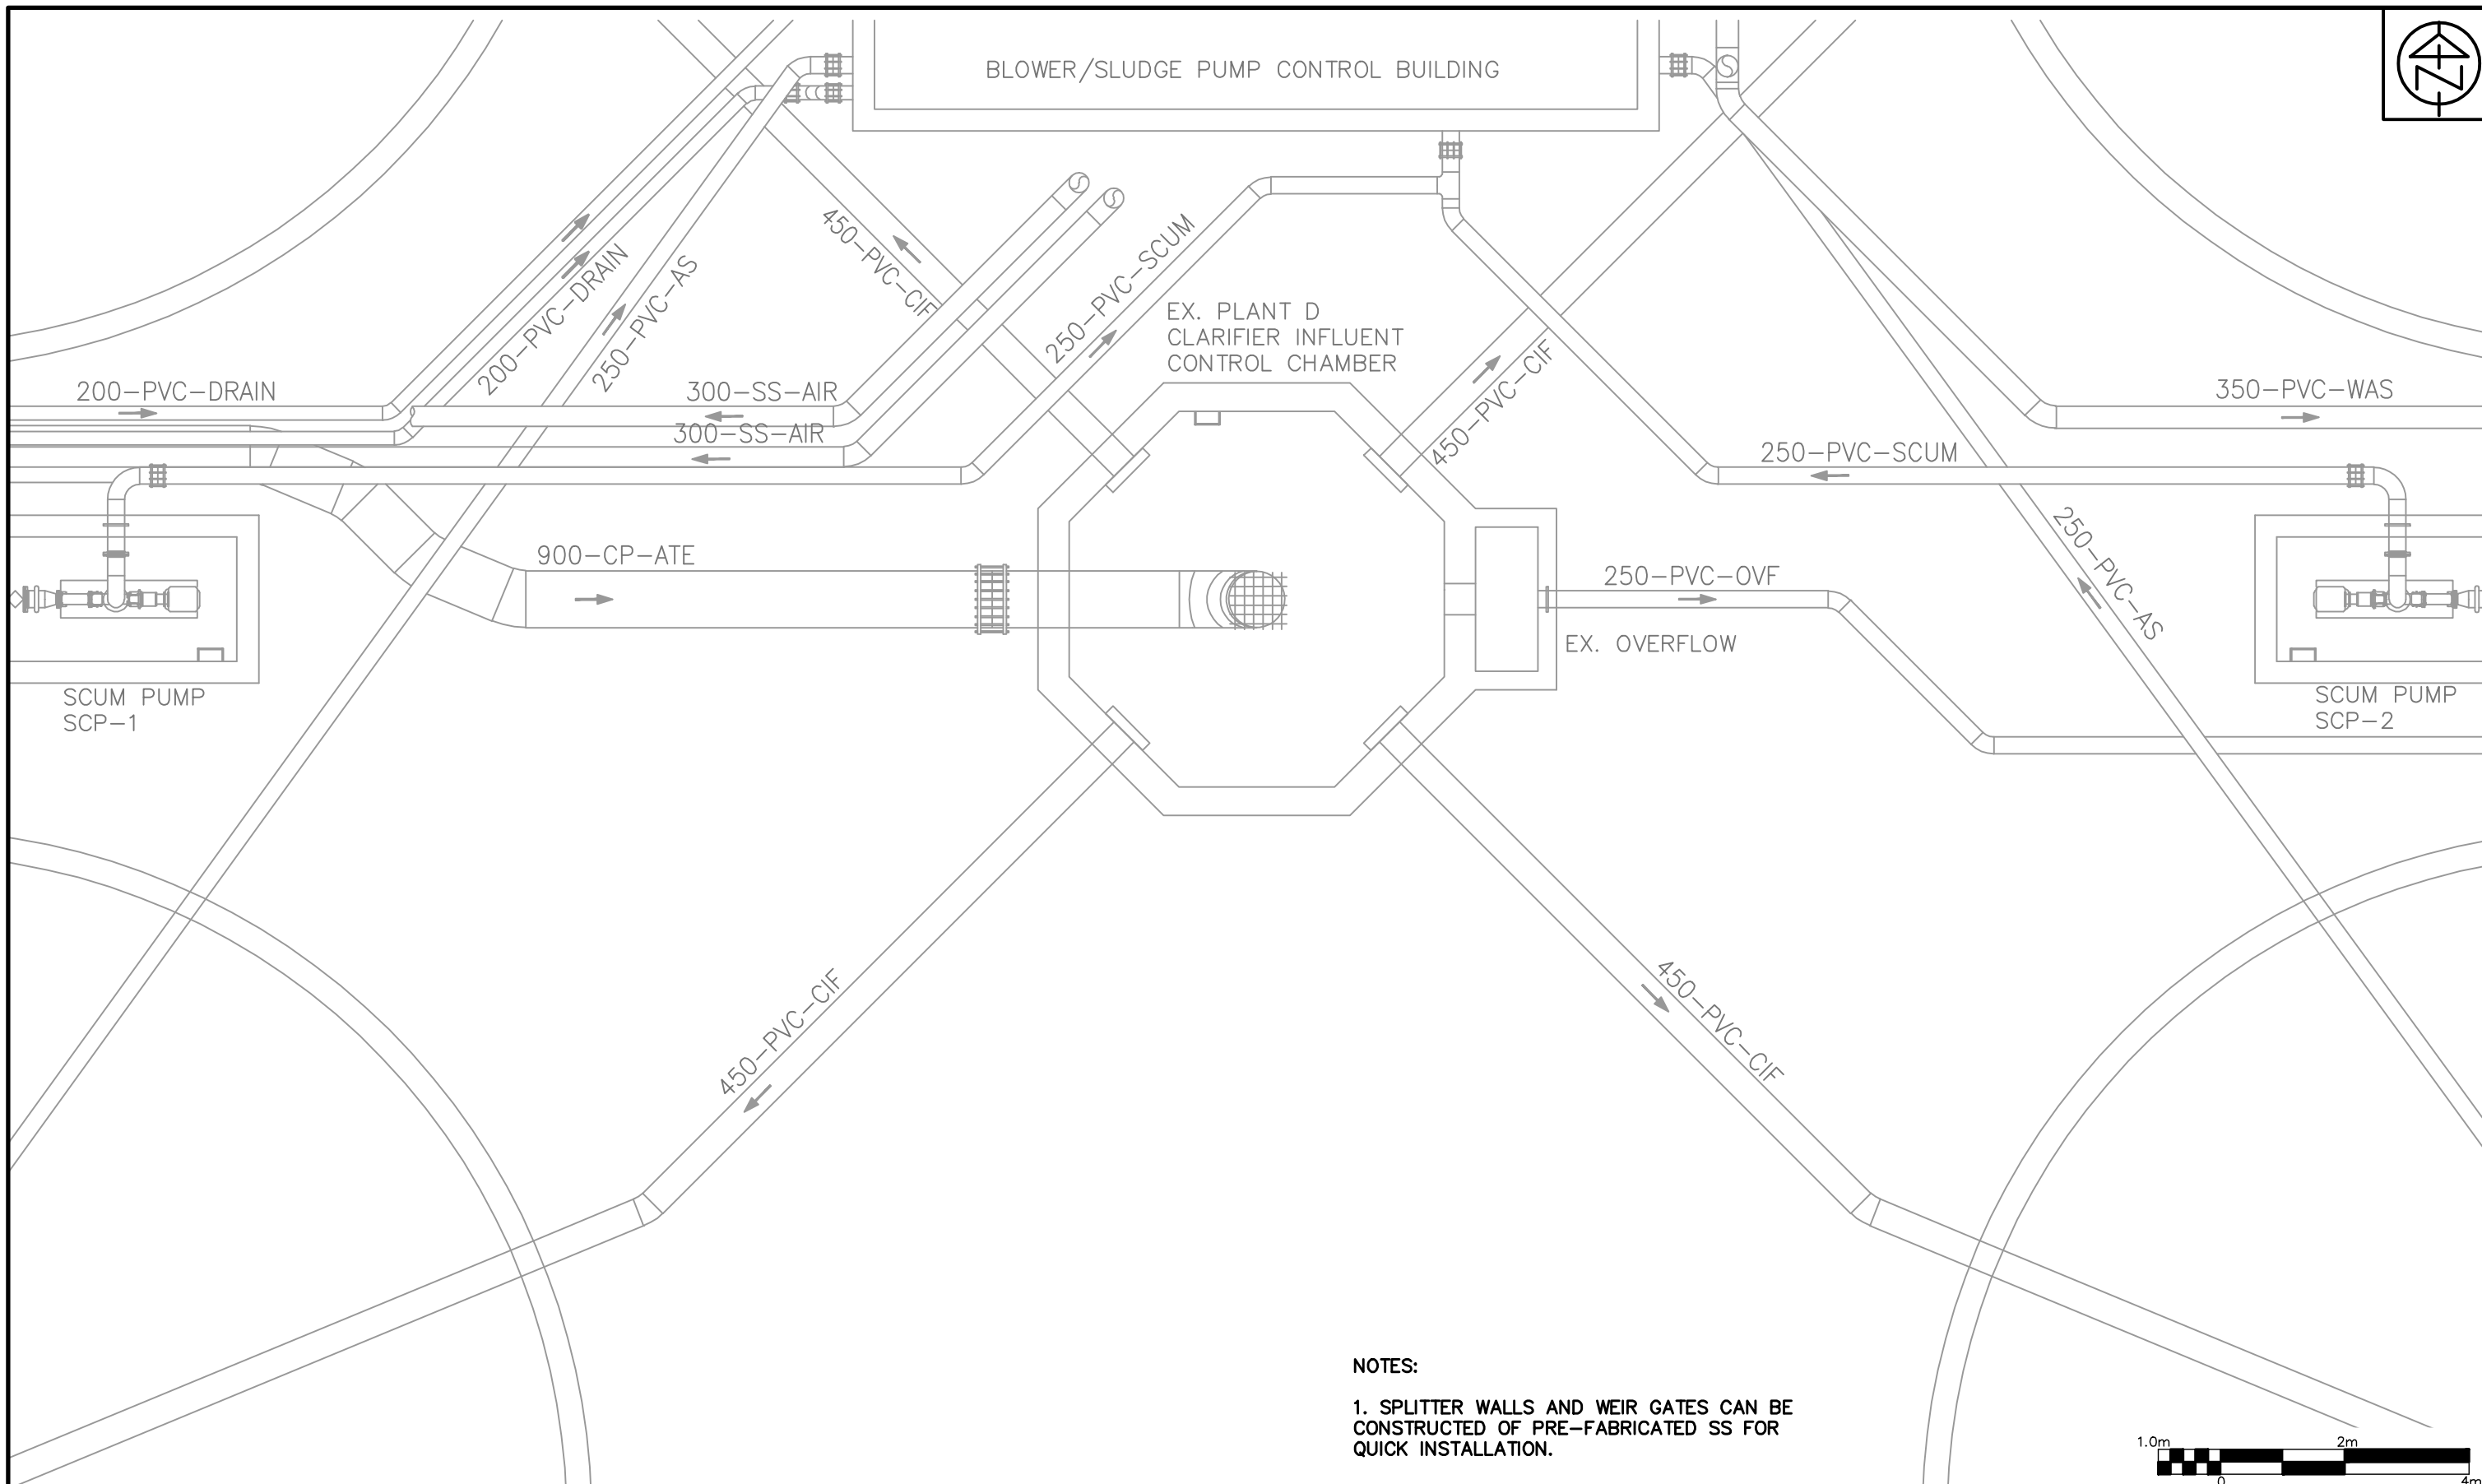 BLOWER/SLUDGE PUMP CONTROL BUILDING
N
450-PVC-CIF
250-PVC-SCUM
200-PVC-DRAIN
250-PVC-AS
EX. PLANT D
CLARIFIER INFLUENT
CONTROL CHAMBER
450-PVC-CIF
200-PVC-DRAIN
300-SS-AIR
300-SS-AIR
350-PVC-WAS
250-PVC-SCUM
900-CP-ATE
250-PVC-OVF
250-PVC-AS
EX. OVERFLOW
SCUM PUMP
SCP-1
SCUM PUMP
SCP-2
450-PVC-CIF
450-PVC-CIF
NOTES:
1. SPLITTER WALLS AND WEIR GATES CAN BE
CONSTRUCTED OF PRE-FABRICATED SS FOR
QUICK INSTALLATION.
1.0m 2m
0 4m